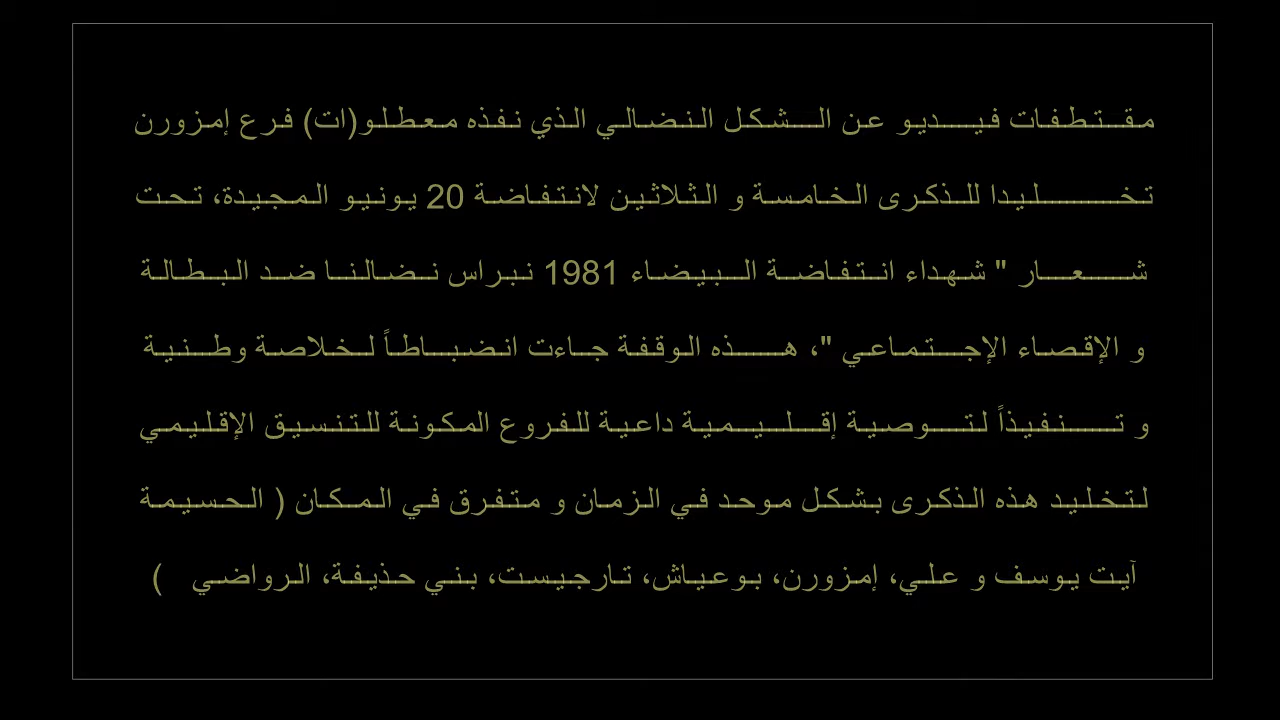 مقتطفات فيديو عن الشكل النضالي الذي نفذه معطلو(ات) فرع إمزورن
تخليدا للذكرى الخامسة و الثلاثين لانتفاضة 20 يونيو المجيدة، تحت
شعار " شهداء انتفاضة البيضاء 1981 نبراس نضالنا ضد البطالة
و الإقصاء الإجتماعي "، هذه الوقفة جاءت انضباطاً لخلاصة وطنية
و تنفيذاً لتوصية إقليمية داعية للفروع المكونة للتنسيق الإقليمي
لتخليد هذه الذكرى بشكل موحد في الزمان و متفرق في المكان ( الحسيمة
آيت يوسف و علي، إمزورن، بوعياش، تارجيست، بني حذيفة، الرواضي )